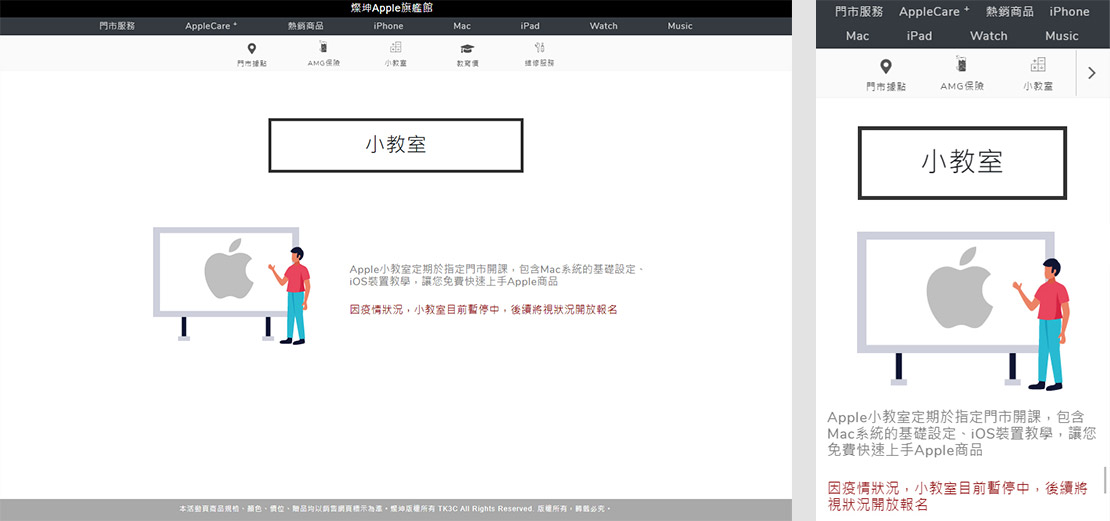 燦坤Apple旗艦館
門市服務 AppleCare + 熱銷商品 iPhone Mac iPad Watch Music
門市據點 AMG保險 小教室 教育價 維修服務
小教室
Apple小教室定期於指定門市開課，包含Mac系統的基礎設定、
iOS裝置教學，讓您免費快速上手Apple商品
因疫情狀況，小教室目前暫停中，後續將視狀況開放報名
本活動頁商品規格、顏色、價位、贈品均以銷售網頁標示為準。燦坤版權所有 TK3C All Rights Reserved. 版權所有，轉載必究。
門市服務 AppleCare + 熱銷商品 iPhone
Mac iPad Watch Music
門市據點 AMG保險 小教室
小教室
Apple小教室定期於指定門市開課，包含
Mac系統的基礎設定、iOS裝置教學，讓您
免費快速上手Apple商品
因疫情狀況，小教室目前暫停中，後續將
視狀況開放報名